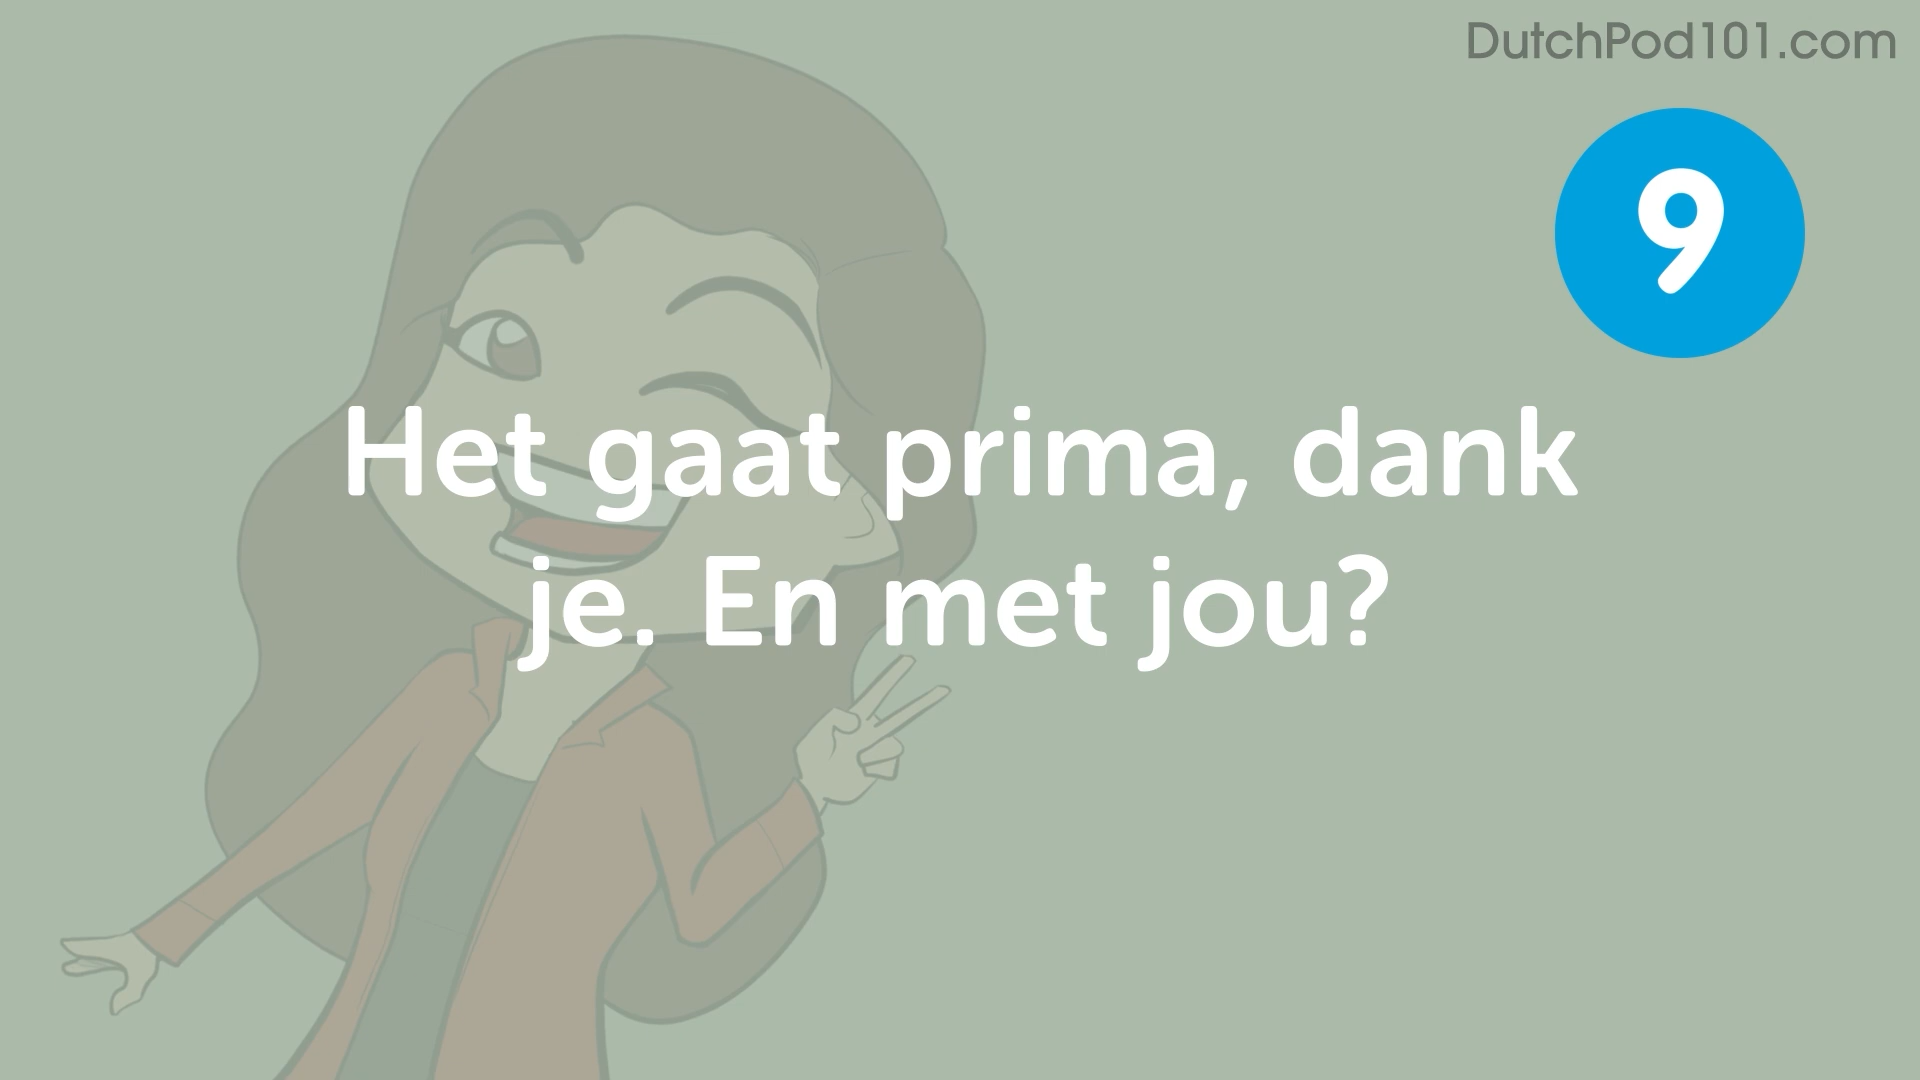 DutchPod101.com
9
Het gaat prima, dank
je. En met jou?